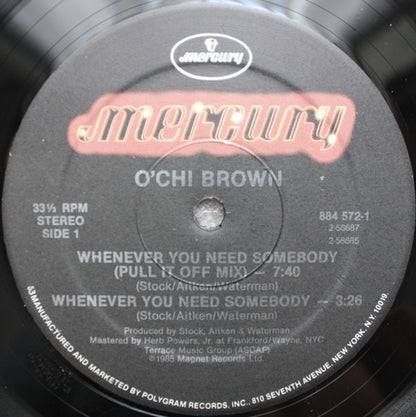 mercury
mercury
O'CHI BROWN
33⅓ RPM
STEREO
SIDE 1
884 572-1
2-58687
2-58685
WHENEVER YOU NEED SOMEBODY
(PULL IT OFF MIX) – 7:40
(Stock/Aitken/Waterman)
WHENEVER YOU NEED SOMEBODY – 3:26
(Stock/Aitken/Waterman)
Produced by Stock, Aitken & Waterman
Mastered by Herb Powers, Jr. at Frankford/Wayne, NYC
Terrace Music Group (ASCAP)
℗1985 Magnet Records Ltd.
53 MANUFACTURED AND MARKETED BY POLYGRAM RECORDS, INC., 810 SEVENTH AVENUE, NEW YORK, N.Y. 10019.